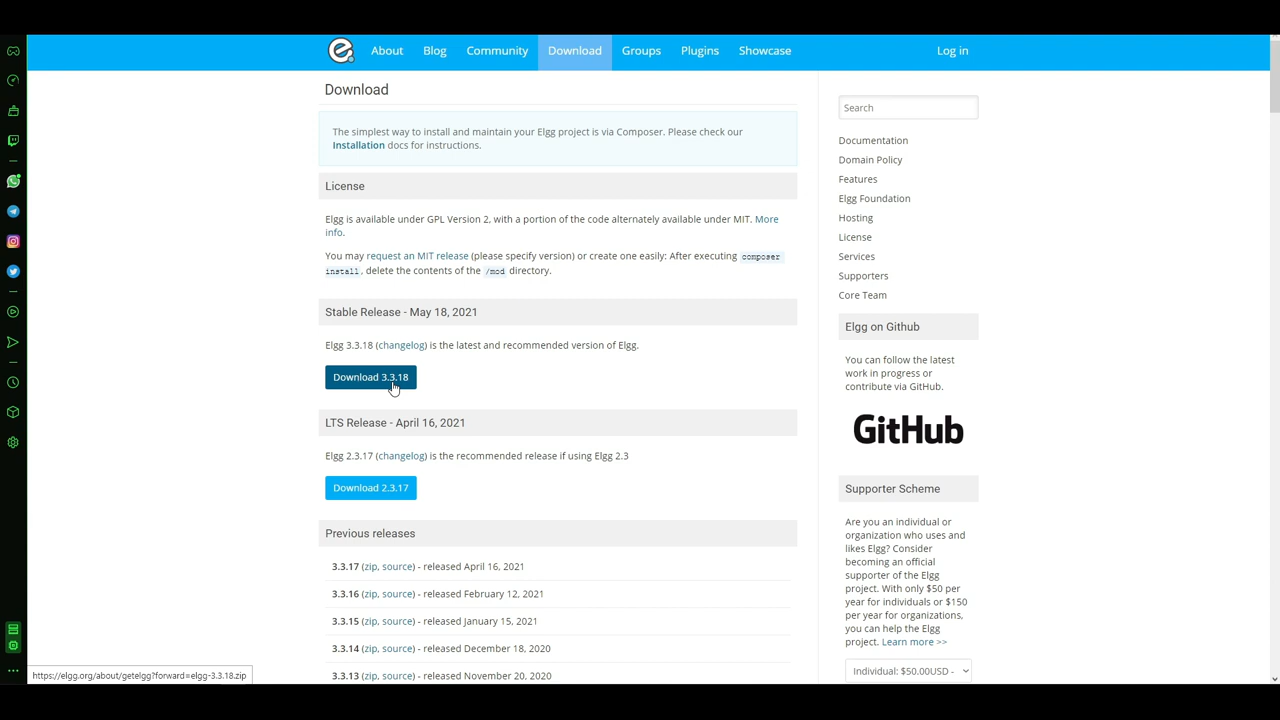 About Blog Community Download Groups Plugins Showcase Log in
Download
The simplest way to install and maintain your Elgg project is via Composer. Please check our
Installation docs for instructions.
License
Elgg is available under GPL Version 2, with a portion of the code alternately available under MIT. More
info.
You may request an MIT release (please specify version) or create one easily: After executing composer
install, delete the contents of the /mod directory.
Stable Release - May 18, 2021
Elgg 3.3.18 (changelog) is the latest and recommended version of Elgg.
Download 3.3.18
LTS Release - April 16, 2021
Elgg 2.3.17 (changelog) is the recommended release if using Elgg 2.3
Download 2.3.17
Previous releases
3.3.17 (zip, source) - released April 16, 2021
3.3.16 (zip, source) - released February 12, 2021
3.3.15 (zip, source) - released January 15, 2021
3.3.14 (zip, source) - released December 18, 2020
3.3.13 (zip, source) - released November 20, 2020
Search
Documentation
Domain Policy
Features
Elgg Foundation
Hosting
License
Services
Supporters
Core Team
Elgg on Github
You can follow the latest
work in progress or
contribute via GitHub.
GitHub
Supporter Scheme
Are you an individual or
organization who uses and
likes Elgg? Consider
becoming an official
supporter of the Elgg
project. With only $50 per
year for individuals or $150
per year for organizations,
you can help the Elgg
project. Learn more >>
Individual: $50.00USD -
https://elgg.org/about/getelgg?forward=elgg-3.3.18.zip